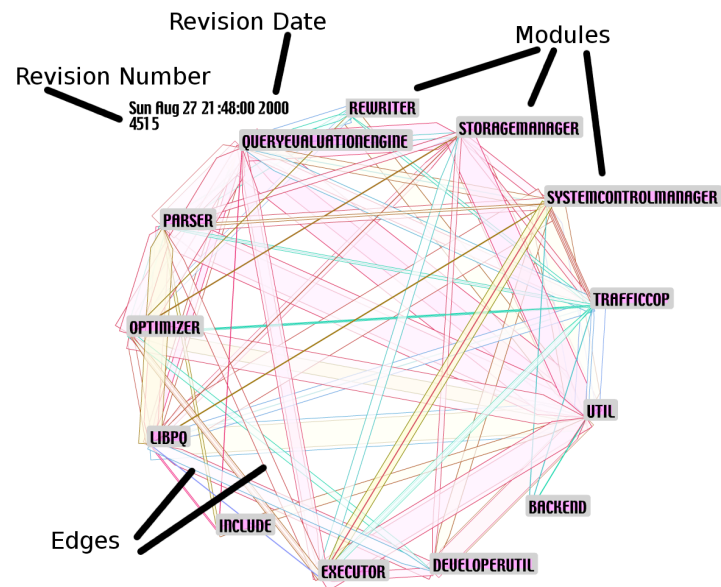 Revision Date
Modules
Revision Number
Sun Aug 27 21:48:00 2000
4515
REWRITER
STORAGEMANAGER
QUERYEVALUATIONENGINE
SYSTEMCONTROLMANAGER
PARSER
TRAFFICCOP
OPTIMIZER
UTIL
LIBPQ
BACKEND
INCLUDE
Edges
DEVELOPERUTIL
EXECUTOR